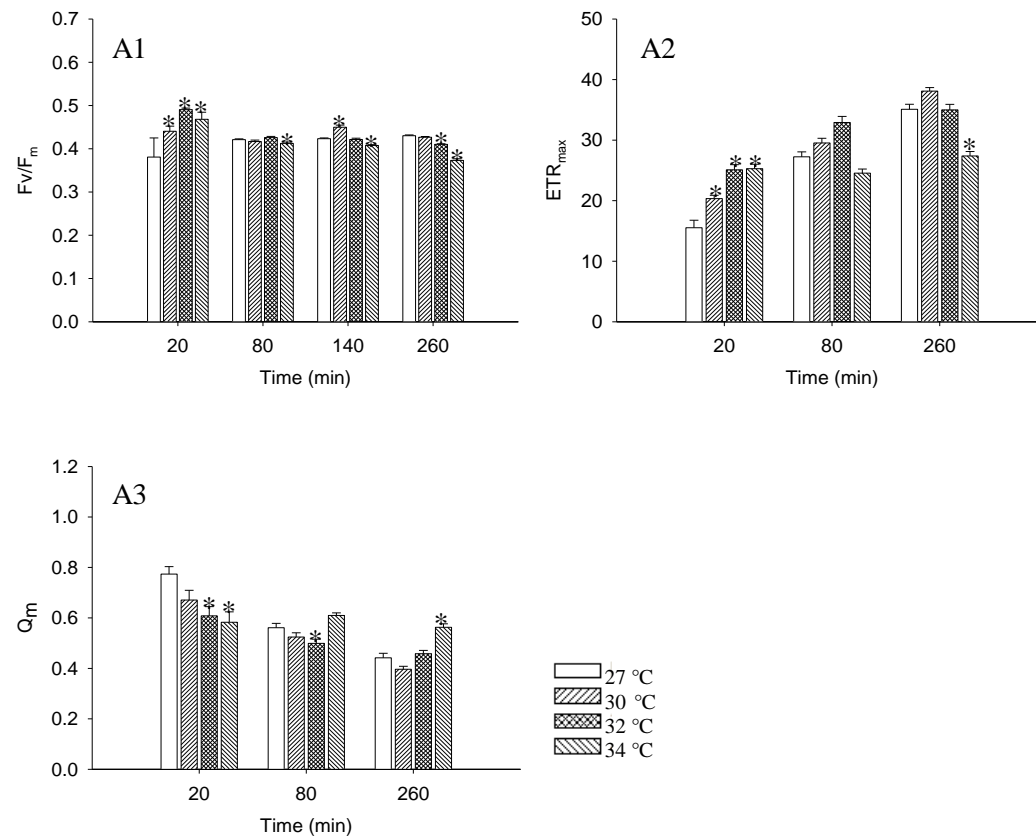 A1
0.7
0.6
0.5
0.4
0.3
0.2
0.1
0.0
Fv/Fm
* * * * * * * *
20 80 140 260
Time (min)
A2
50
40
30
20
10
0
ETRmax
* * * *
20 80 260
Time (min)
A3
1.2
1.0
0.8
0.6
0.4
0.2
0.0
Qm
* * * *
20 80 260
Time (min)
27 °C
30 °C
32 °C
34 °C